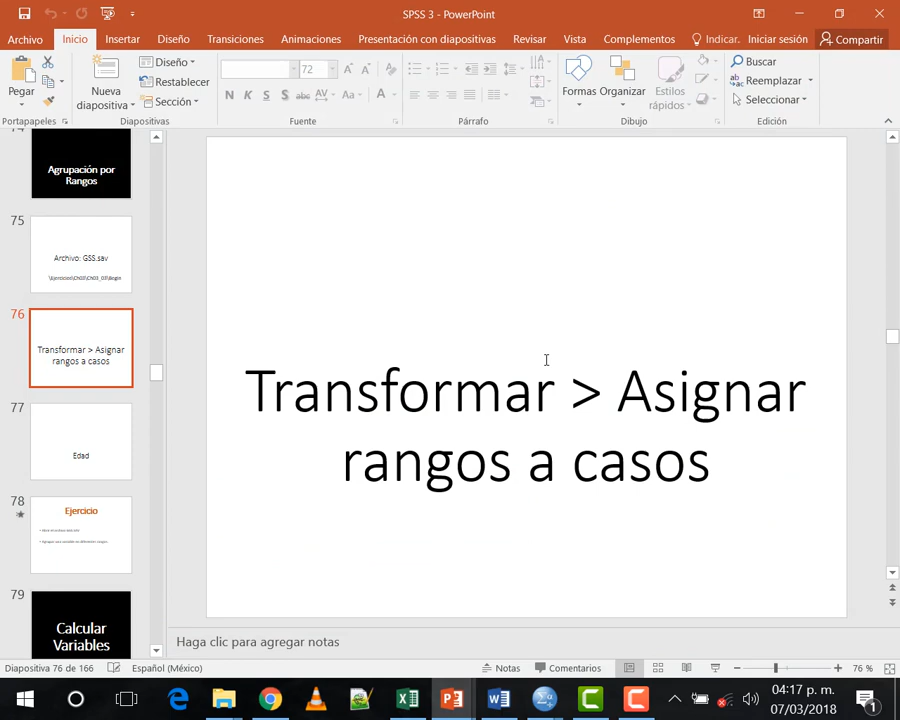 SPSS 3 - PowerPoint
Archivo Inicio Insertar Diseño Transiciones Animaciones Presentación con diapositivas Revisar Vista Complementos Indicar. Iniciar sesión Compartir
Pegar
Nueva
diapositiva
Diseño
Restablecer
Sección
72
N K S S abc AV Aa A
Formas
Organizar
Estilos
rápidos
Buscar
Reemplazar
Seleccionar
Portapapeles Diapositivas Fuente Párrafo Dibujo Edición
Agrupación por
Rangos
75
Archivo: GSS.sav
76
Transformar > Asignar
rangos a casos
77
Edad
78
Ejercicio
79
Calcular
Variables
Transformar > Asignar
rangos a casos
Haga clic para agregar notas
Diapositiva 76 de 166 Español (México) Notas Comentarios 76 %
04:17 p. m.
07/03/2018
1